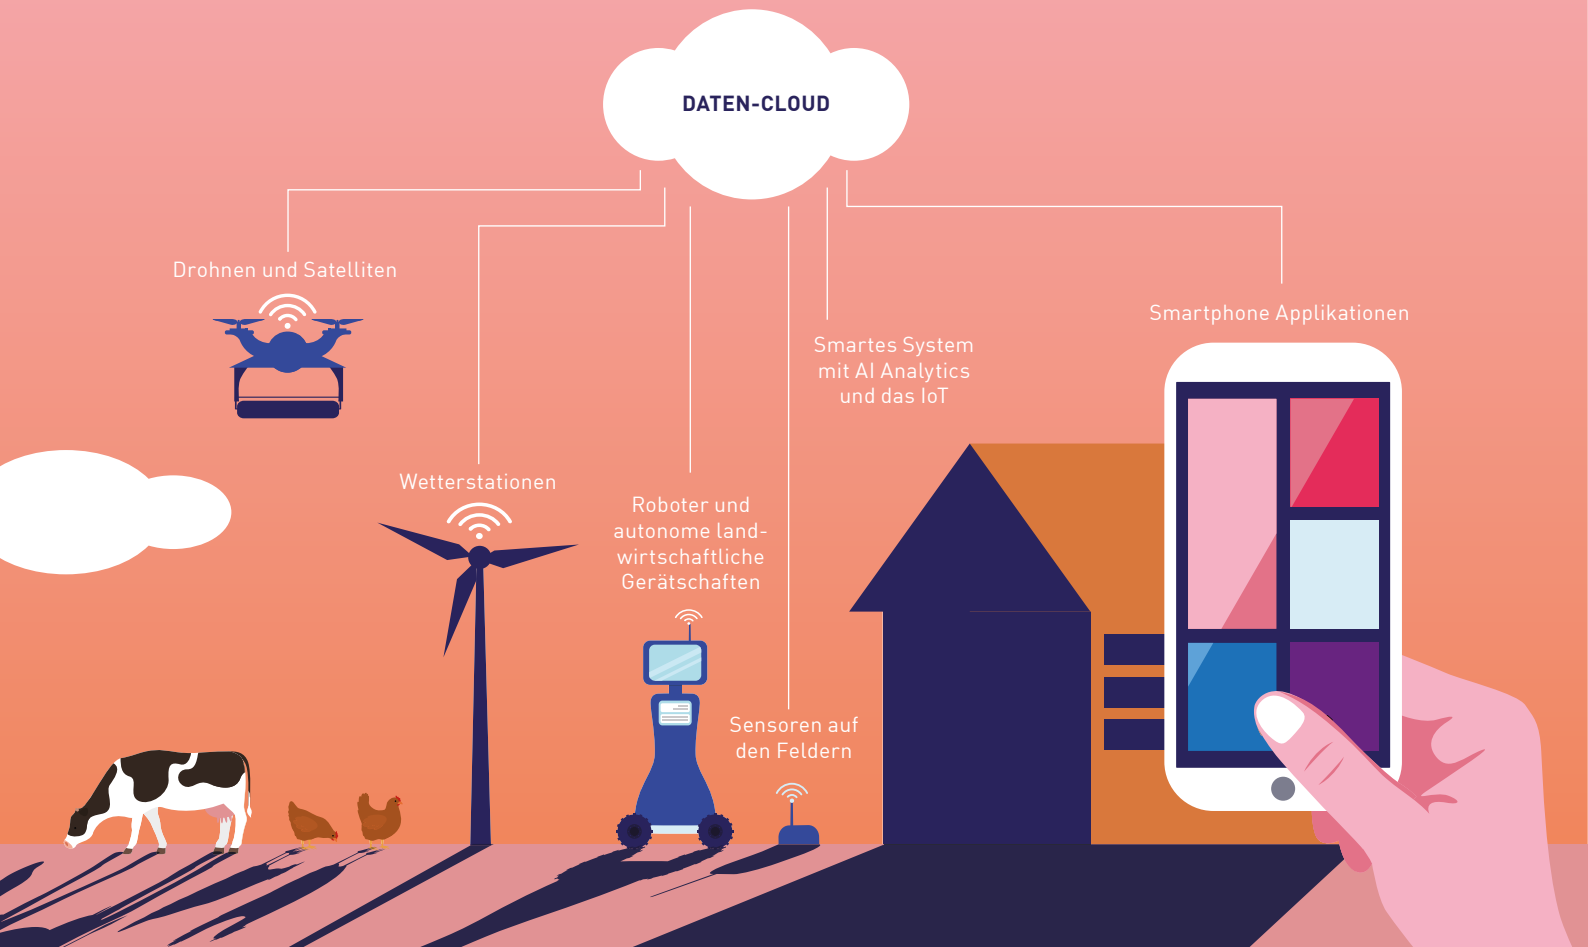 DATEN-CLOUD
Drohnen und Satelliten
Smartphone Applikationen
Smartes System
mit AI Analytics
und das IoT
Wetterstationen
Roboter und
autonome land-
wirtschaftliche
Gerätschaften
Sensoren auf
den Feldern